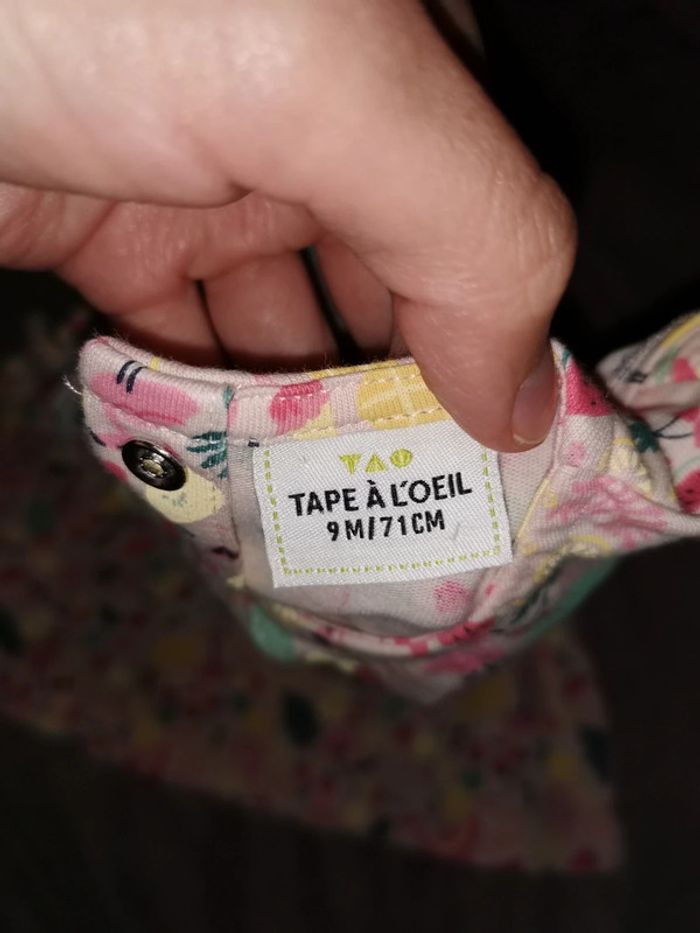 TAO
TAPE À L'OEIL
9M/71CM